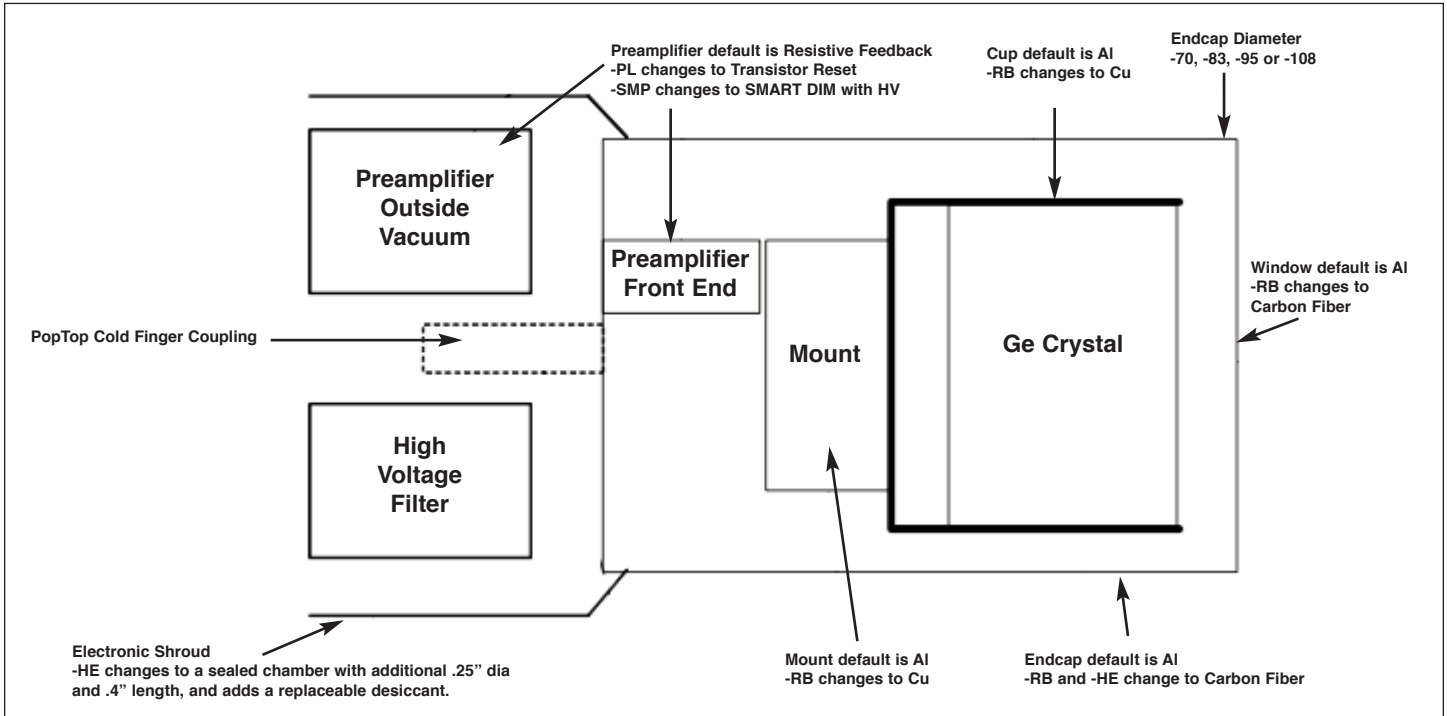 Preamplifier default is Resistive Feedback
-PL changes to Transistor Reset
-SMP changes to SMART DIM with HV
Cup default is Al
-RB changes to Cu
Endcap Diameter
-70, -83, -95 or -108
Preamplifier
Outside
Vacuum
Preamplifier
Front End
Window default is Al
-RB changes to
Carbon Fiber
PopTop Cold Finger Coupling
Mount
Ge Crystal
High
Voltage
Filter
Electronic Shroud
-HE changes to a sealed chamber with additional .25” dia
and .4” length, and adds a replaceable desiccant.
Mount default is Al
-RB changes to Cu
Endcap default is Al
-RB and -HE change to Carbon Fiber